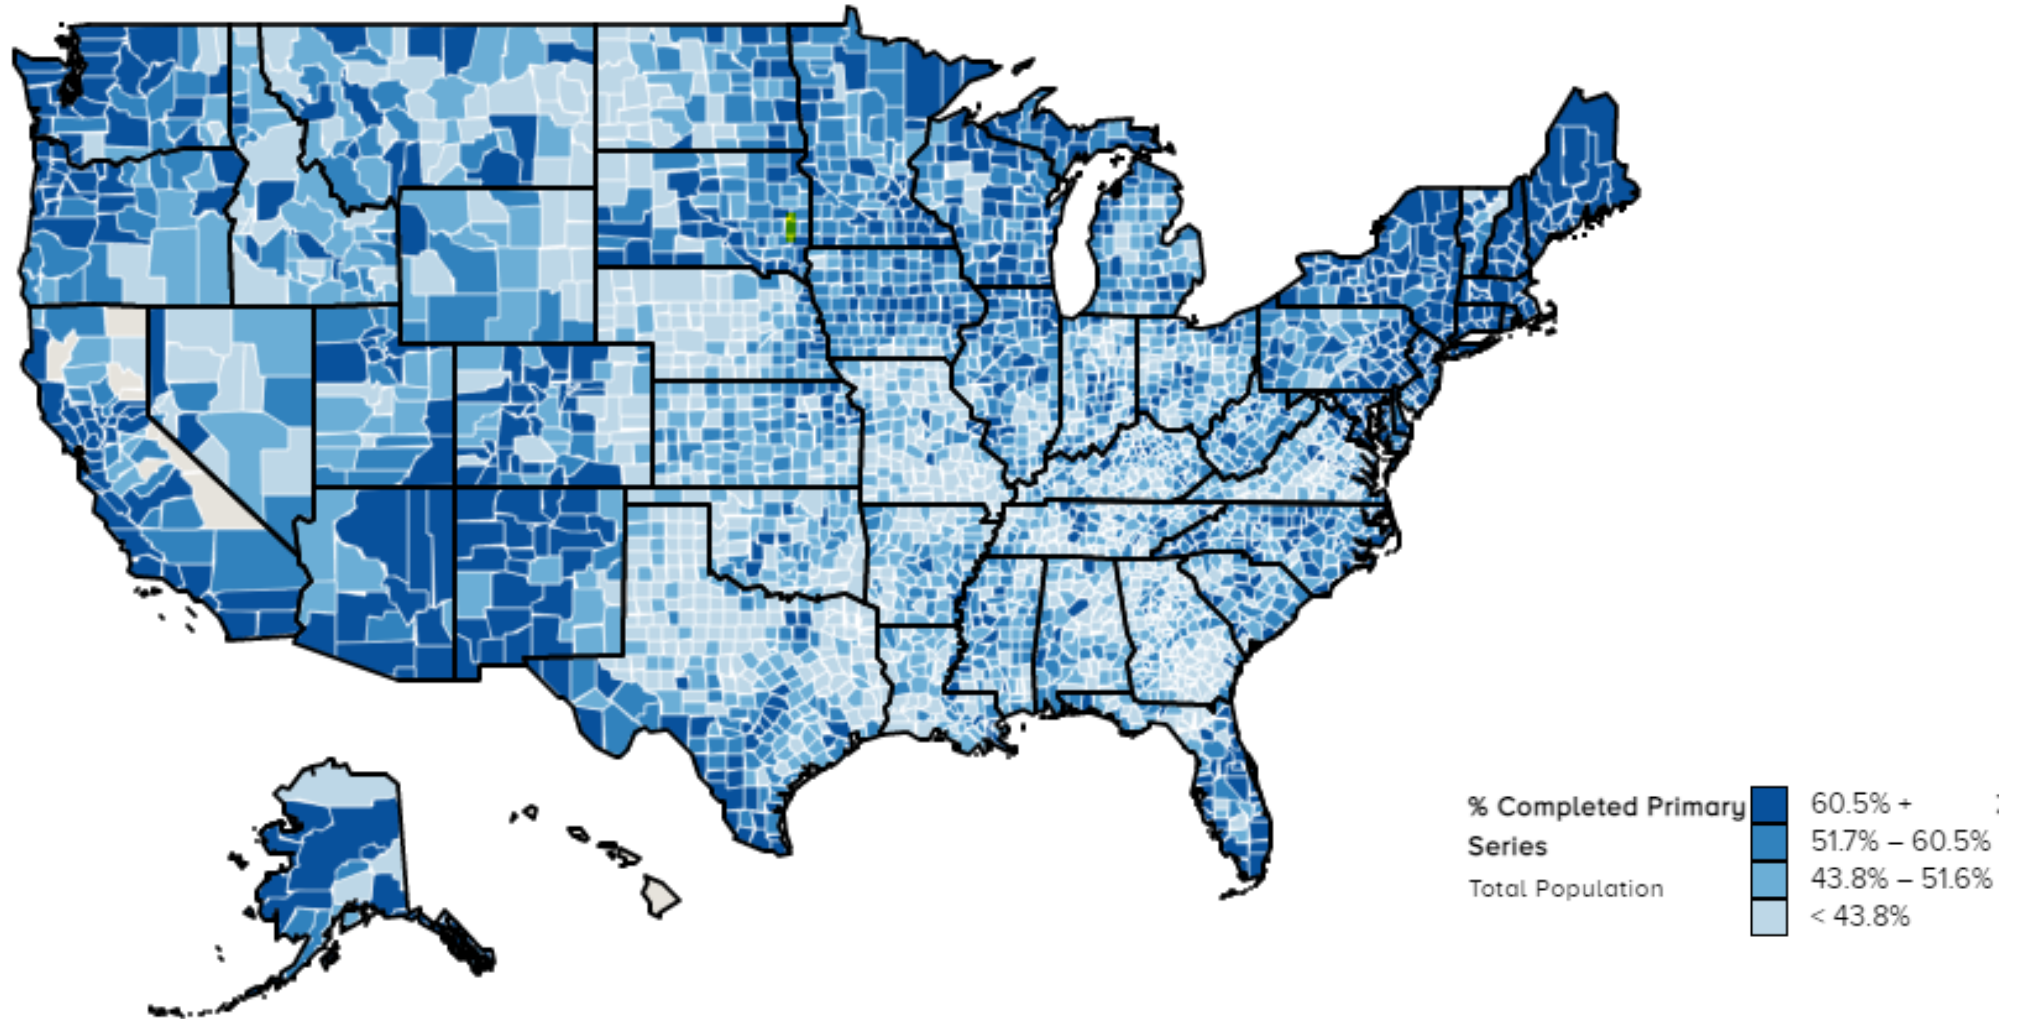 % Completed Primary
Series
Total Population
60.5% +
51.7% – 60.5%
43.8% – 51.6%
< 43.8%